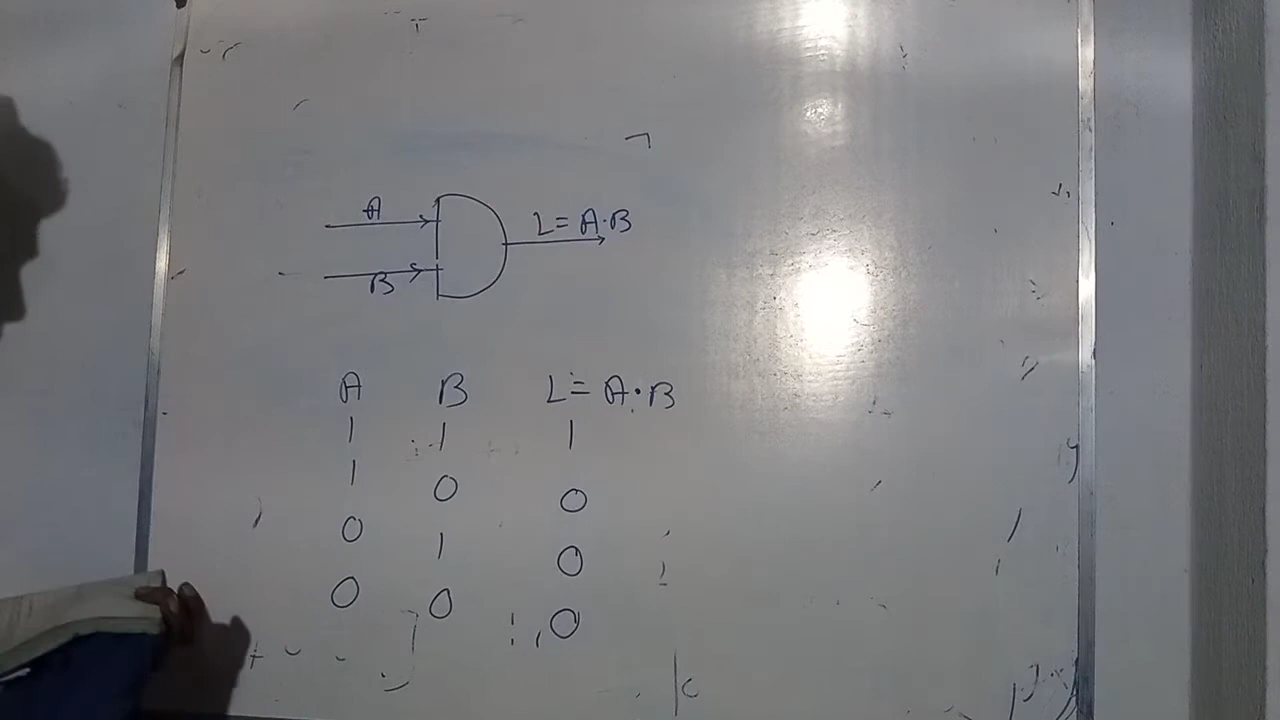 A
L = A·B
B
A B L = A·B
1 1 1
1 0 0
0 1 0
0 0 0